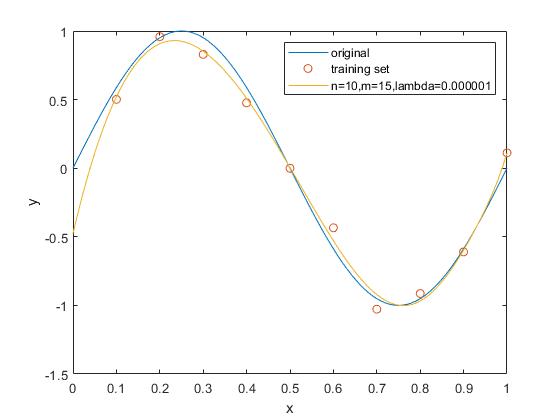 original
training set
n=10,m=15,lambda=0.000001
1
0.5
0
-0.5
-1
-1.5
y
0 0.1 0.2 0.3 0.4 0.5 0.6 0.7 0.8 0.9 1
x